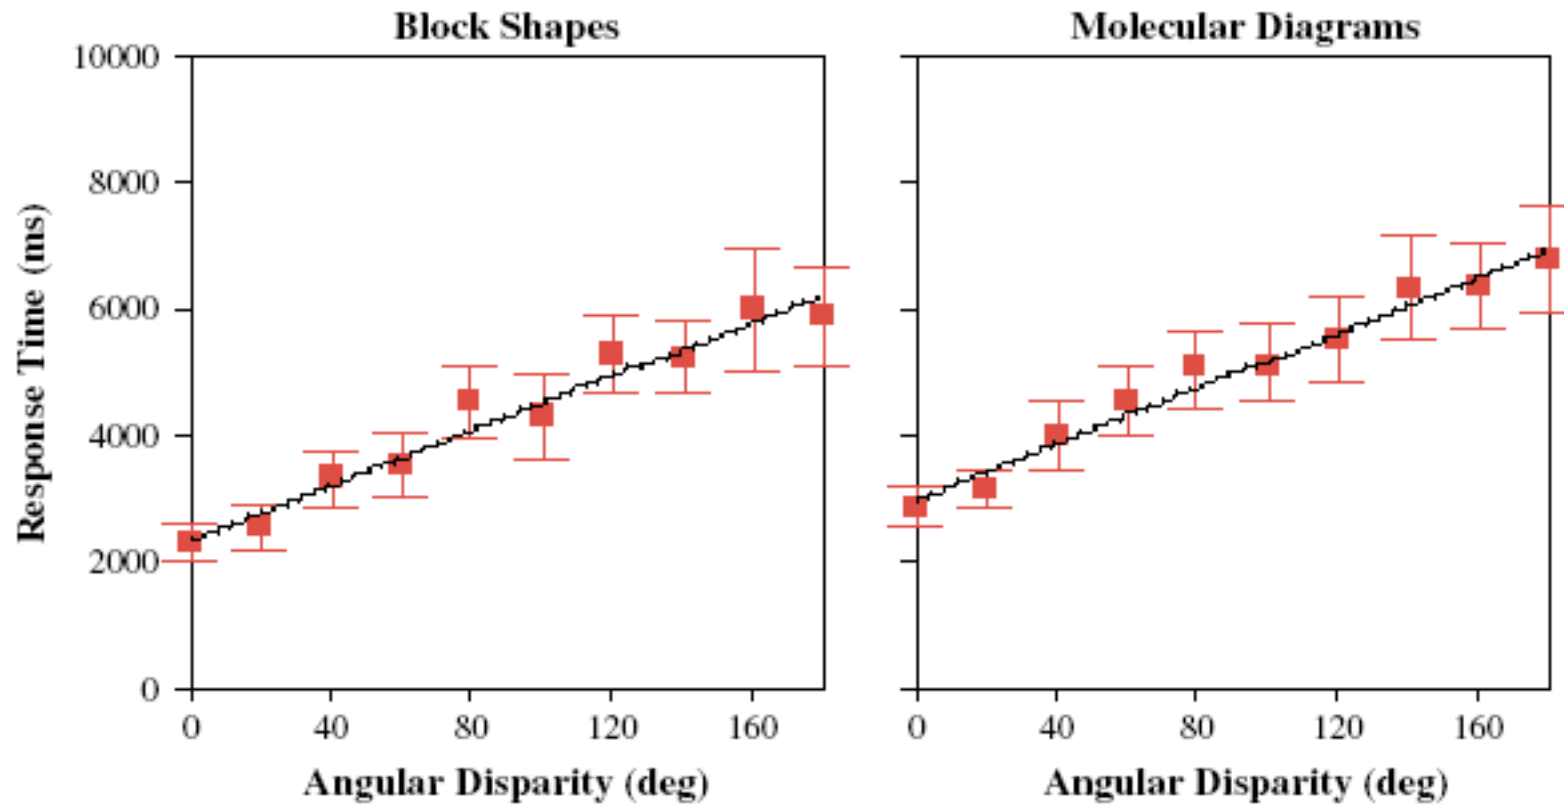 Block Shapes
Molecular Diagrams
Response Time (ms)
10000
8000
6000
4000
2000
0
0 40 80 120 160
0 40 80 120 160
Angular Disparity (deg)
Angular Disparity (deg)